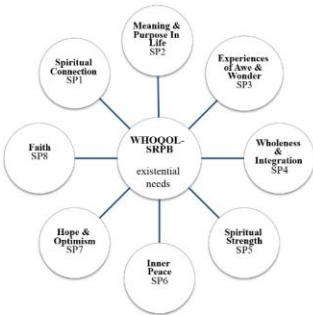 Meaning &
Purpose In
Life
SP2
Experiences
of Awe &
Wonder
SP3
Wholeness
&
Integration
SP4
Spiritual
Strength
SP5
Inner
Peace
SP6
Hope &
Optimism
SP7
Faith
SP8
Spiritual
Connection
SP1
WHOQOL-
SRPB
existential
needs